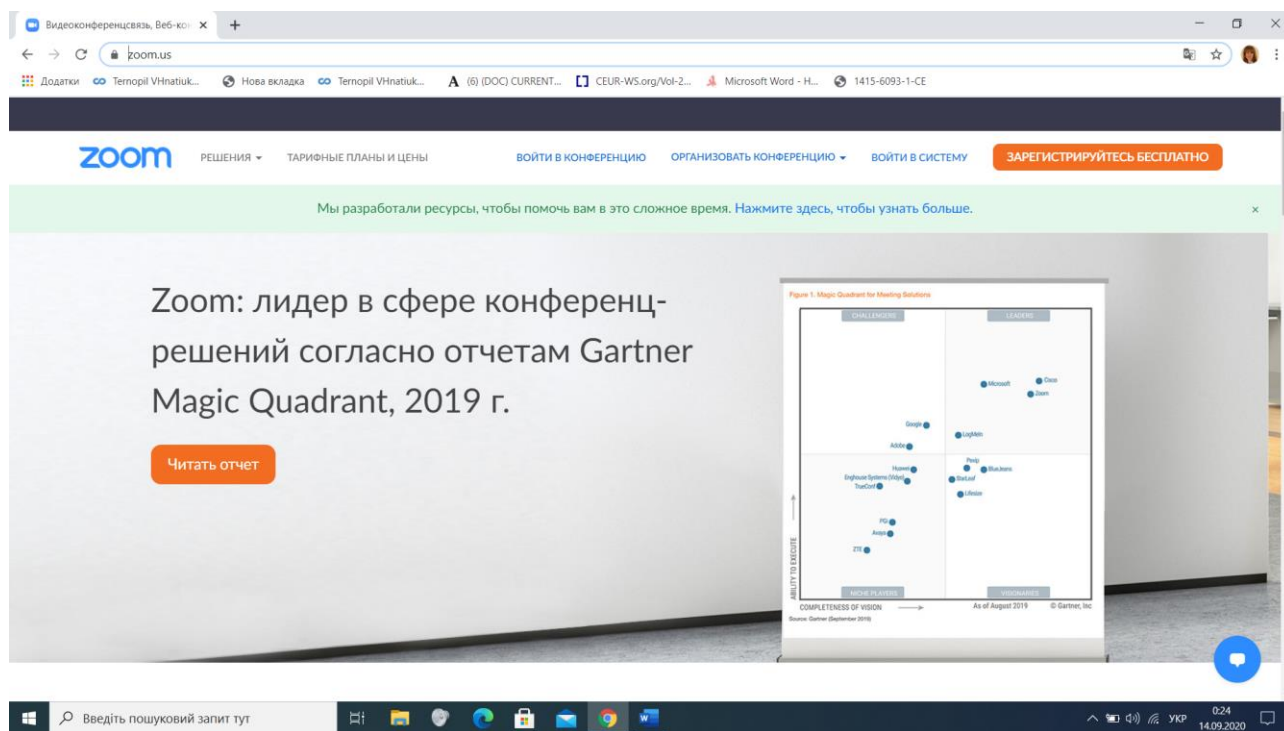 Видеоконференцсвязь, Веб-кон
zoom.us
Додатки
Ternopil VHnatiuk...
Нова вкладка
Ternopil VHnatiuk...
(6) (DOC) CURRENT...
CEUR-WS.org/Vol-2...
Microsoft Word - H...
1415-6093-1-CE
zoom
РЕШЕНИЯ
ТАРИФНЫЕ ПЛАНЫ И ЦЕНЫ
ВОЙТИ В КОНФЕРЕНЦИЮ
ОРГАНИЗОВАТЬ КОНФЕРЕНЦИЮ
ВОЙТИ В СИСТЕМУ
ЗАРЕГИСТРИРУЙТЕСЬ БЕСПЛАТНО
Мы разработали ресурсы, чтобы помочь вам в это сложное время. Нажмите здесь, чтобы узнать больше.
Zoom: лидер в сфере конференц-
решений согласно отчетам Gartner
Magic Quadrant, 2019 г.
Читать отчет
Figure 1. Magic Quadrant for Meeting Solutions
CHALLENGERS
LEADERS
Microsoft
Cisco
Zoom
Google
LogMeIn
Adobe
Pexip
Huawei
BlueJeans
Enghouse Systems (Vidyo)
StarLeaf
TrueConf
Lifesize
PGi
Avaya
ZTE
ABILITY TO EXECUTE
NICHE PLAYERS
VISIONARIES
COMPLETENESS OF VISION
As of August 2019
© Gartner, Inc
Source: Gartner (September 2019)
Введіть пошуковий запит тут
УКР
0:24
14.09.2020